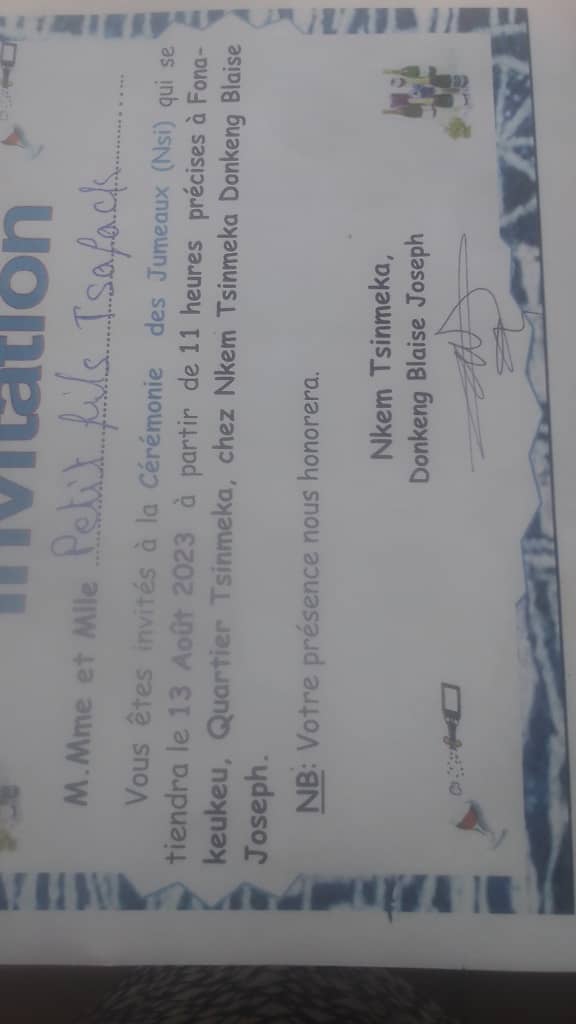 Invitation
M.Mme et Mlle Petit fils Tsafack
Vous êtes invités à la Cérémonie des Jumeaux (Nsi) qui se
tiendra le 13 Août 2023 à partir de 11 heures précises à Fona-
keukeu, Quartier Tsinmeka, chez Nkem Tsinmeka Donkeng Blaise
Joseph.
NB: Votre présence nous honorera.
Nkem Tsinmeka,
Donkeng Blaise Joseph